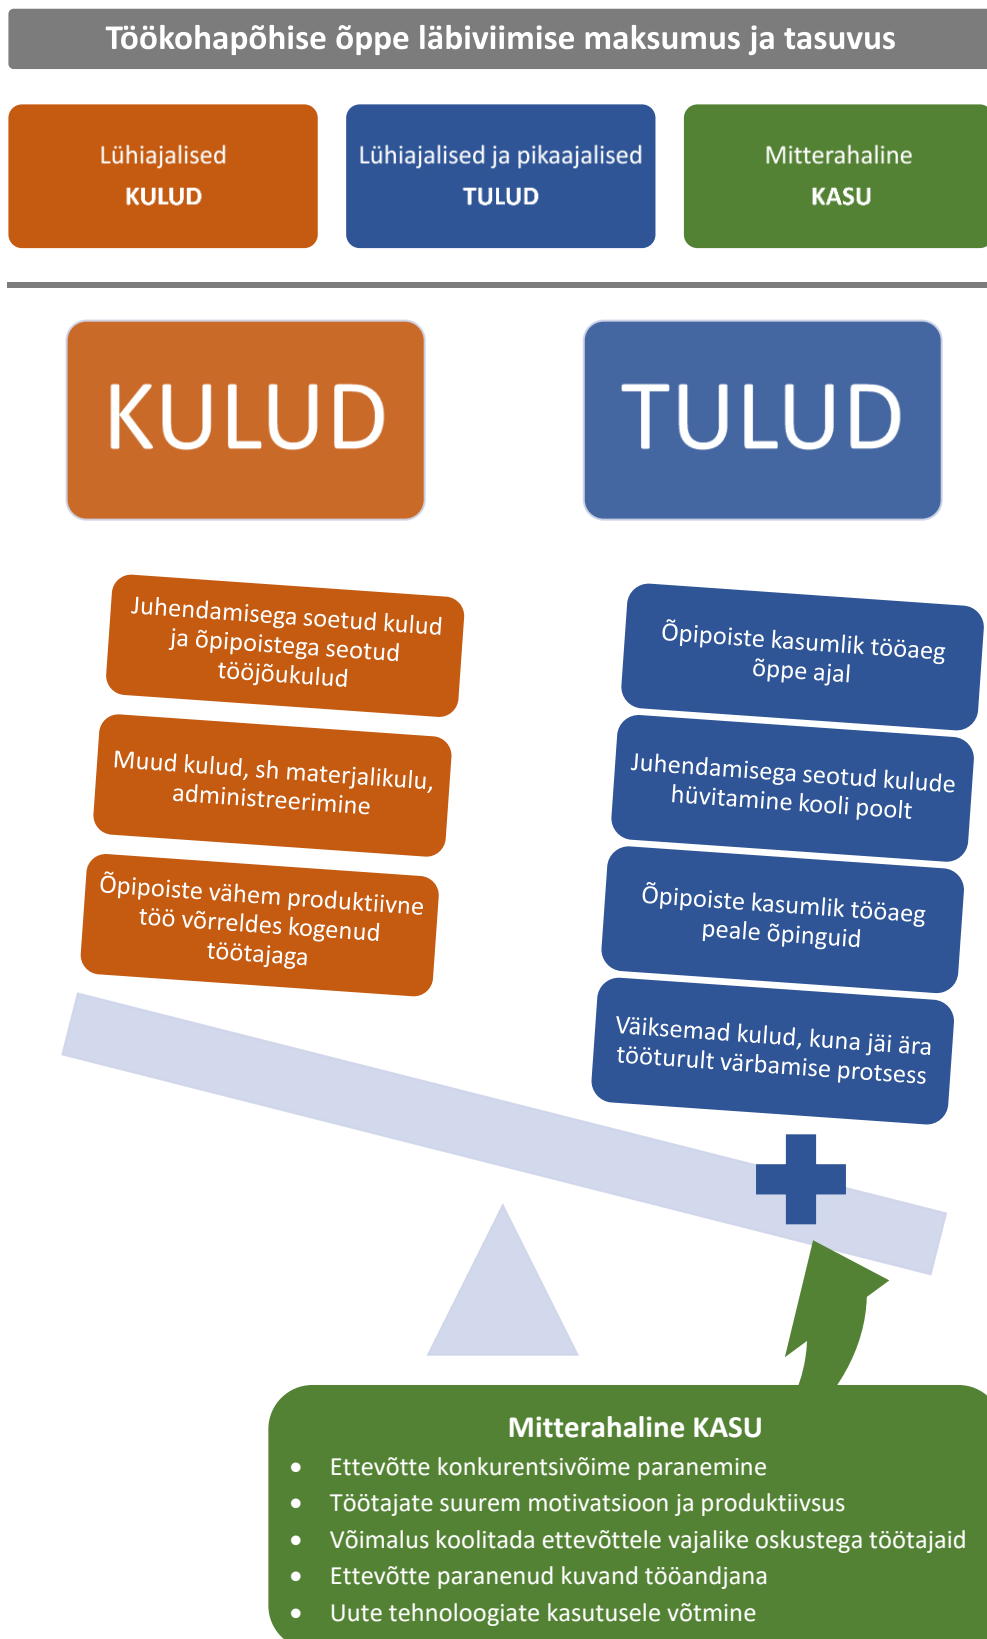 Töökohapõhise õppe läbiviimise maksumus ja tasuvus
Lühiajalised
KULUD
Lühiajalised ja pikaajalised
TULUD
Mitterahaline
KASU
KULUD
TULUD
Juhendamisega soetud kulud
ja õpipoistega seotud
tööjõukulud
Muud kulud, sh materjalikulu,
administreerimine
Õpipoiste vähem produktiivne
töö võrreldes kogenud
töötajaga
Õpipoiste kasumlik tööaeg
õppe ajal
Juhendamisega seotud kulude
hüvitamine kooli poolt
Õpipoiste kasumlik tööaeg
peale õpinguid
Väiksemad kulud, kuna jäi ära
tööturult värbamise protsess
Mitterahaline KASU
• Ettevõtte konkurentsivõime paranemine
• Töötajate suurem motivatsioon ja produktiivsus
• Võimalus koolitada ettevõttele vajalike oskustega töötajaid
• Ettevõtte paranenud kuvand tööandjana
• Uute tehnoloogiate kasutusele võtmine